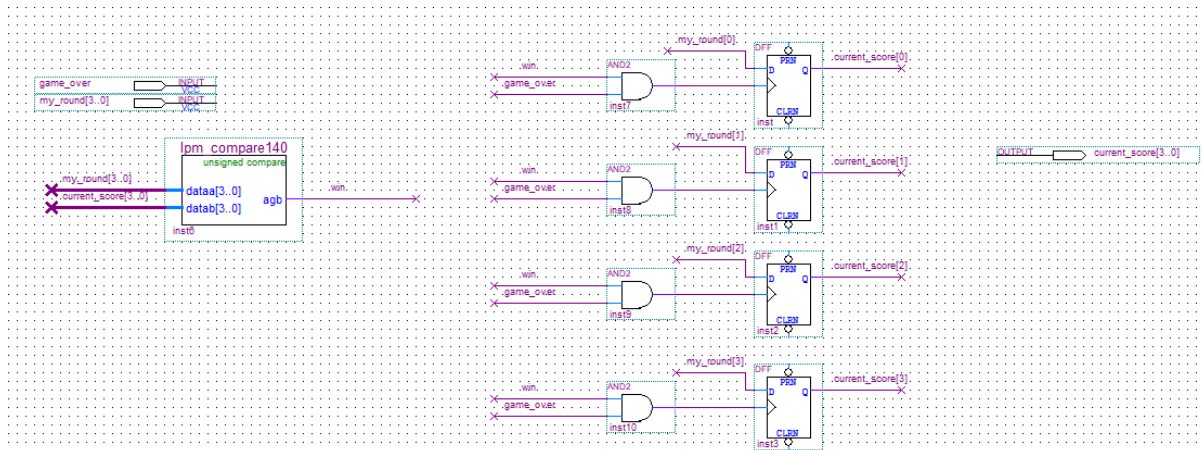 game_over INPUT
VCC
my_round[3..0] INPUT
VCC
lpm_compare140
unsigned compare
my_round[3..0]
current_score[3..0]
dataa[3..0]
datab[3..0]
agb
win
inst6
my_round[0]
DFF
PRN
D Q
CLRN
inst
current_score[0]
win
game_over
AND2
inst7
my_round[1]
DFF
PRN
D Q
CLRN
inst1
current_score[1]
win
game_over
AND2
inst8
my_round[2]
DFF
PRN
D Q
CLRN
inst2
current_score[2]
win
game_over
AND2
inst9
my_round[3]
DFF
PRN
D Q
CLRN
inst3
current_score[3]
win
game_over
AND2
inst10
OUTPUT current_score[3..0]